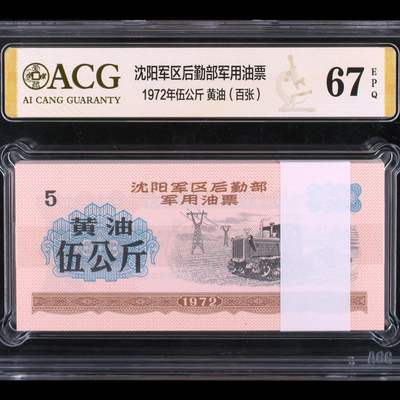 ACG
AI CANG GUARANTY
沈阳军区后勤部军用油票
1972年伍公斤 黄油（百张）
67
EPQ
5
沈阳军区后勤部
军用油票
黄油
伍公斤
1972
ACG